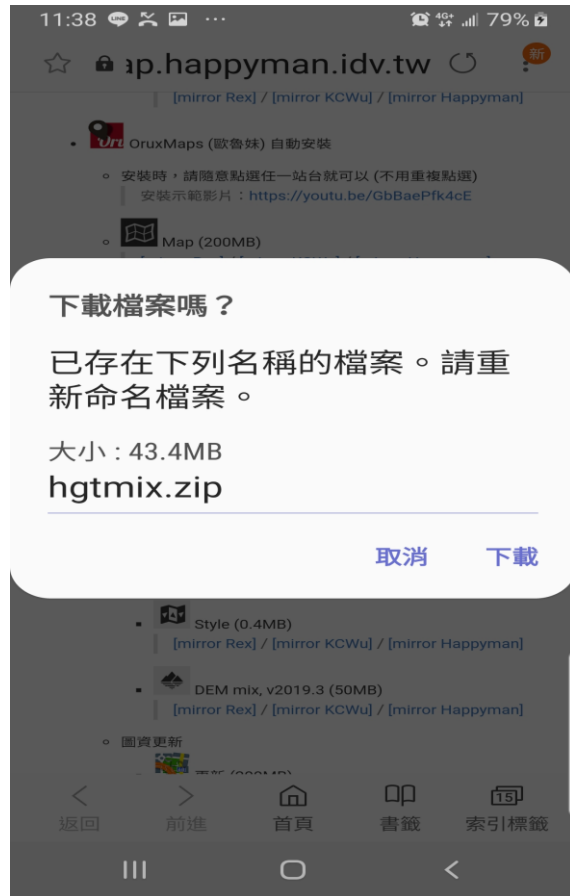 11:38
4G+ 79%
ap.happyman.idv.tw 新
[mirror Rex] / [mirror KCWu] / [mirror Happyman]
OruxMaps (歐魯妹) 自動安裝
安裝時，請隨意點選任一站台就可以 (不用重複點選)
安裝示範影片：https://youtu.be/GbBaePfk4cE
Map (200MB)
下載檔案嗎？
已存在下列名稱的檔案。請重
新命名檔案。
大小 : 43.4MB
hgtmix.zip
取消 下載
Style (0.4MB)
[mirror Rex] / [mirror KCWu] / [mirror Happyman]
DEM mix, v2019.3 (50MB)
[mirror Rex] / [mirror KCWu] / [mirror Happyman]
圖資更新
15
返回 前進 首頁 書籤 索引標籤